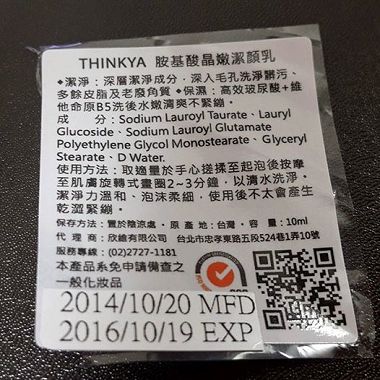 THINKYA 胺基酸晶嫩潔顏乳
◆潔淨:深層潔淨成分,深入毛孔洗淨髒污、
多餘皮脂及老廢角質 ◆保濕:高效玻尿酸+維
他命原B5洗後水嫩清爽不緊繃。
成 分:Sodium Lauroyl Taurate、Lauryl
Glucoside、Sodium Lauroyl Glutamate
Polyethylene Glycol Monostearate、Glyceryl
Stearate、D Water.
使用方法:取適量於手心搓揉至起泡後按摩
至肌膚旋轉式畫圈2~3分鐘,以清水洗淨。
潔淨力溫和、泡沫柔細,使用後不太會產生
乾澀緊繃。
保存方法:置於陰涼處。原 產 地:台灣。容 量:10ml
代 理 商:欣繪有限公司 台北市忠孝東路五段524巷1弄10號
服務專線:(02)2727-1181
本產品系免申請備查之
一般化妝品
2014/10/20 MFD
2016/10/19 EXP